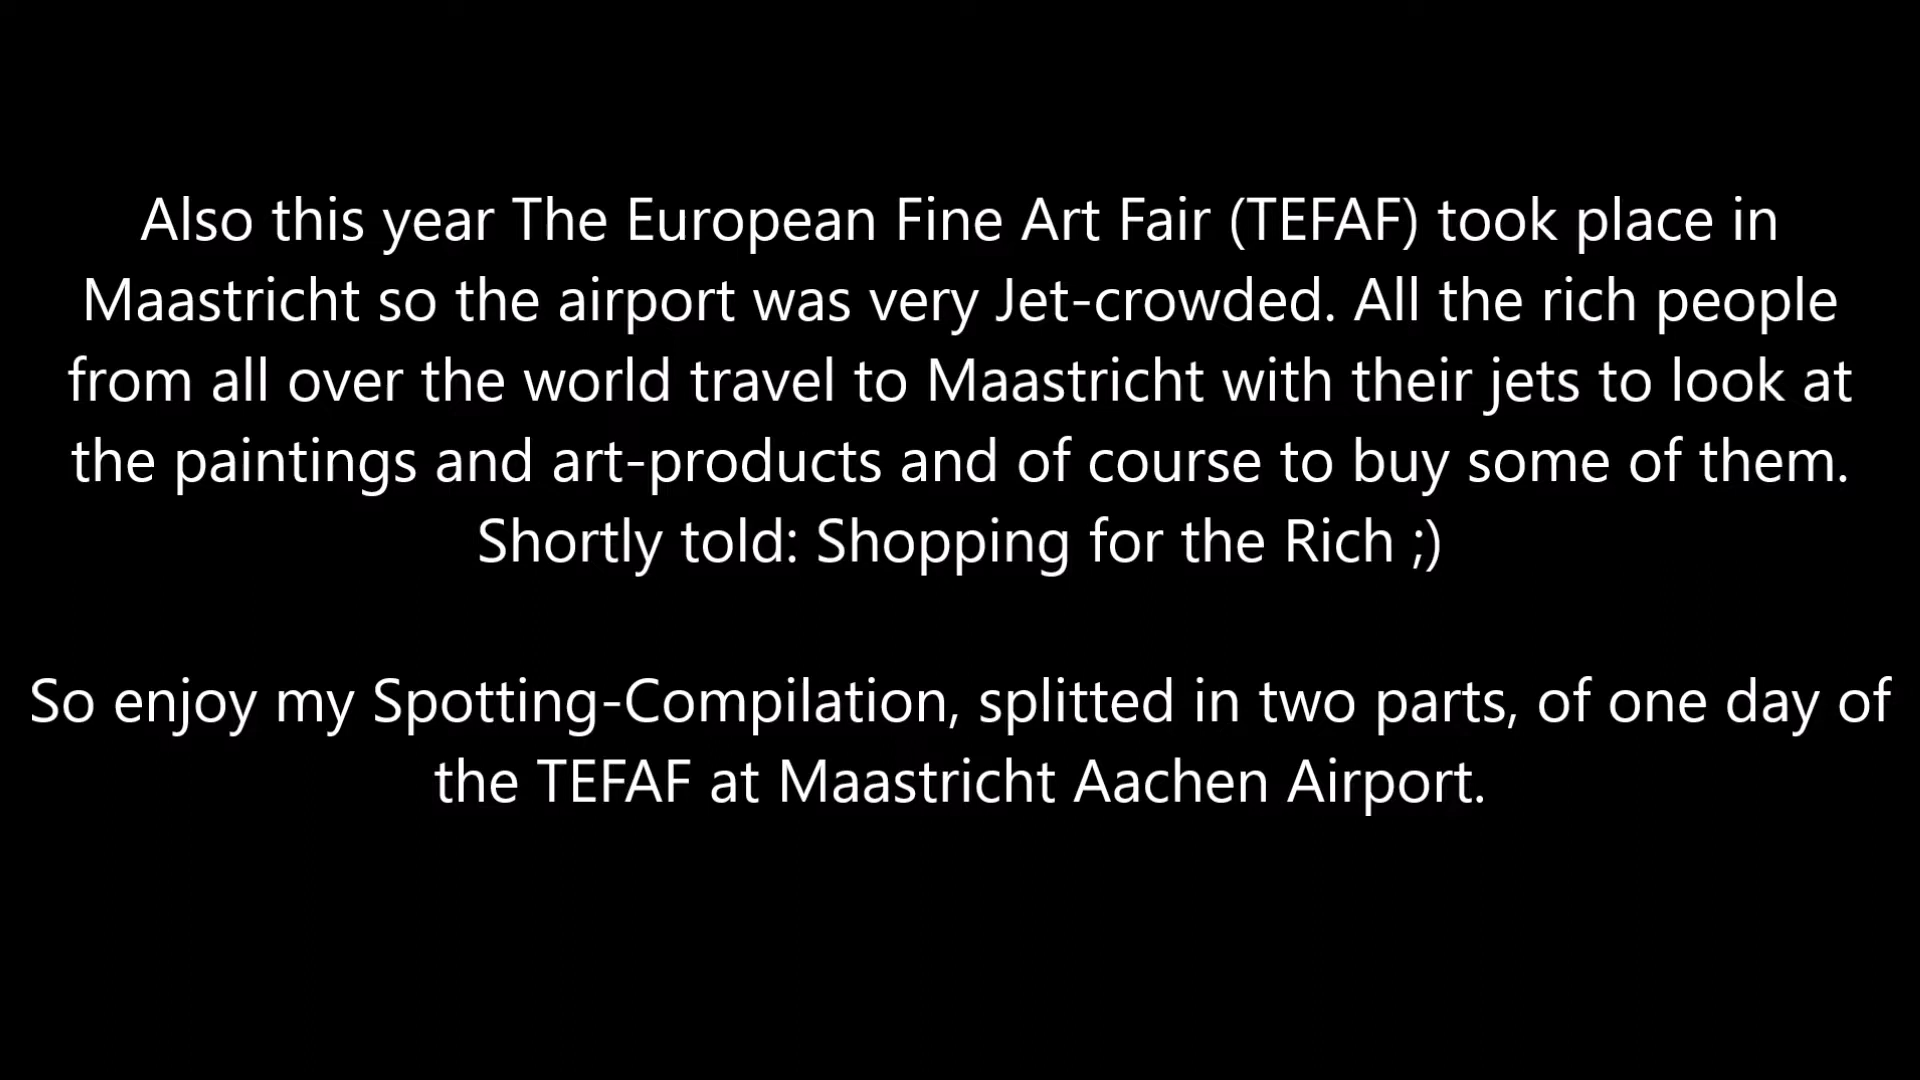 Also this year The European Fine Art Fair (TEFAF) took place in
Maastricht so the airport was very Jet-crowded. All the rich people
from all over the world travel to Maastricht with their jets to look at
the paintings and art-products and of course to buy some of them.
Shortly told: Shopping for the Rich ;)
So enjoy my Spotting-Compilation, splitted in two parts, of one day of
the TEFAF at Maastricht Aachen Airport.